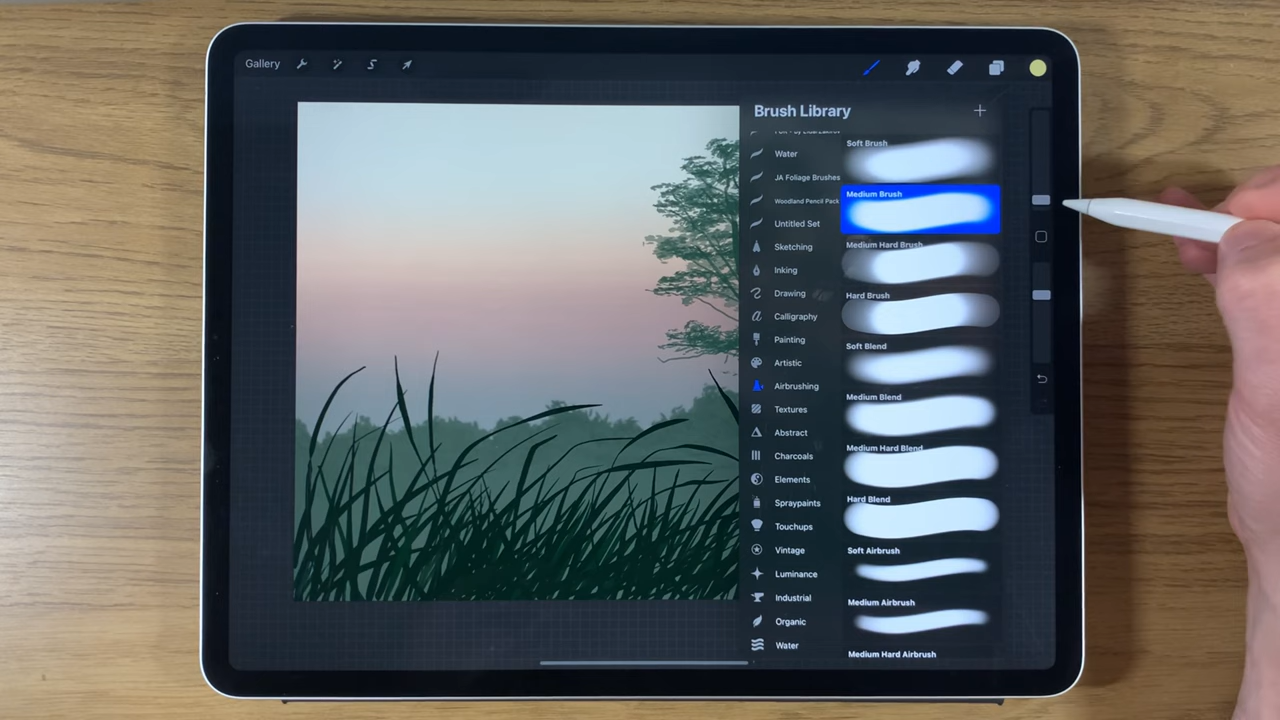 Gallery
Brush Library
Water
JA Foliage Brushes
Woodland Pencil Pack
Untitled Set
Sketching
Inking
Drawing
Calligraphy
Painting
Artistic
Airbrushing
Textures
Abstract
Charcoals
Elements
Spraypaints
Touchups
Vintage
Luminance
Industrial
Organic
Water
Soft Brush
Medium Brush
Medium Hard Brush
Hard Brush
Soft Blend
Medium Blend
Medium Hard Blend
Hard Blend
Soft Airbrush
Medium Airbrush
Medium Hard Airbrush